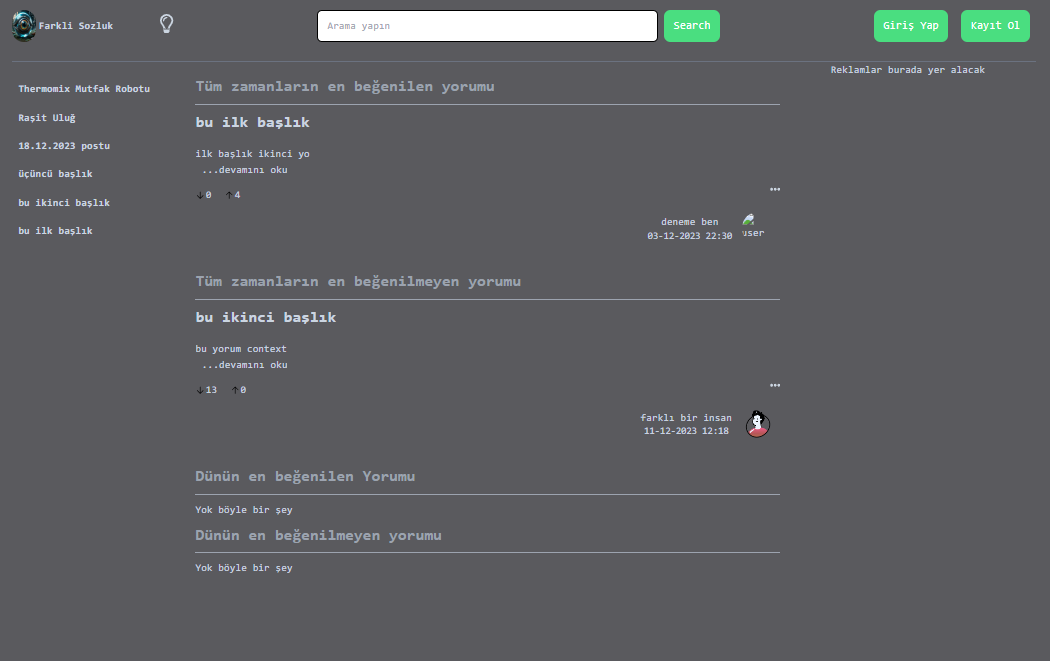 Farkli Sozluk
Arama yapın
Search
Giriş Yap
Kayıt Ol
Thermomix Mutfak Robotu
Raşit Uluğ
18.12.2023 postu
üçüncü başlık
bu ikinci başlık
bu ilk başlık
Tüm zamanların en beğenilen yorumu
bu ilk başlık
ilk başlık ikinci yo
...devamını oku
0 4
...
deneme ben
03-12-2023 22:30
user
Tüm zamanların en beğenilmeyen yorumu
bu ikinci başlık
bu yorum context
...devamını oku
13 0
...
farklı bir insan
11-12-2023 12:18
Dünün en beğenilen Yorumu
Yok böyle bir şey
Dünün en beğenilmeyen yorumu
Yok böyle bir şey
Reklamlar burada yer alacak